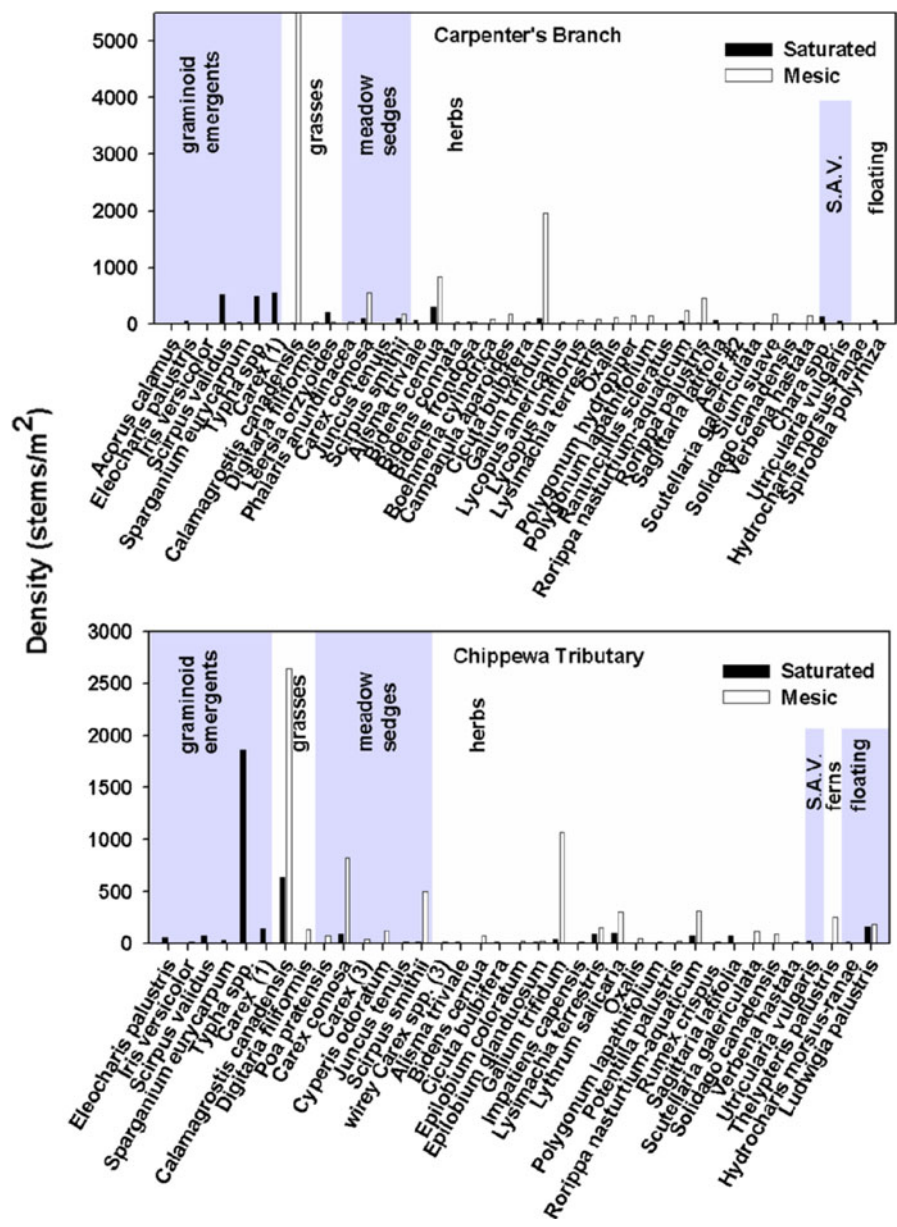 Density (stems/m2)
Carpenter's Branch
Saturated
Mesic
graminoid
emergents
grasses
meadow
sedges
herbs
S.A.V.
floating
5500
5000
3000
2000
1000
0
Acorus calamus
Eleocharis palustris
Iris versicolor
Scirpus validus
Sparganium eurycarpum
Typha spp.
Carex (1)
Calamagrostis canadensis
Digitaria filiformis
Leersia orzyoides
Phalaris arundinacea
Carex comosa
Juncus tenuis
Scirpus smithii
Alisma triviale
Bidens cernua
Bidens connata
Bidens frondosa
Boehmeria cylindrica
Campanula aparoides
Cicuta bulbifera
Galium trifidum
Lycopus americanus
Lycopus uniflorus
Lysimachia terrestris
Oxalis
Polygonum hydropiper
Polygonum lapathifolium
Ranunculus scleratus
Rorippa nasturtium-aquaticum
Rorippa palustris
Sagitaria latifolia
Aster #2
Scutellaria galericulata
Sium suave
Solidago canadensis
Verbena hastata
Chara spp.
Utricularia vulgaris
Hydrocharis morsus-ranae
Spirodela polyrhiza
Chippewa Tributary
Saturated
Mesic
graminoid
emergents
grasses
meadow
sedges
herbs
S.A.V.
ferns
floating
3000
2500
2000
1500
1000
500
0
Eleocharis palustris
Iris versicolor
Scirpus validus
Sparganium eurycarpum
Typha spp.
Carex (1)
Calamagrostis canadensis
Digitaria filiformis
Poa pratensis
Carex comosa
Carex (3)
Cyperis odoratum
Juncus temuis
Scirpus smithii
wirey Carex spp. (3)
Alisma triviale
Bidens cernua
Cicuta bulbifera
Epilobium coloratum
Epilobium glandulosum
Galium trifidum
Impatiens capensis
Lysimachia terrestris
Lythrum salicaria
Oxalis
Polygonum lapathifolium
Potentilla palustris
Rorippa nasturtium-aquaticum
Rumex crispus
Sagitaria latifolia
Scutellaria galericulata
Solidago canadensis
Verbena hastata
Utricularia vulgaris
Thelypteris palustris
Hydrocharis morsus-ranae
Ludwigia palustris